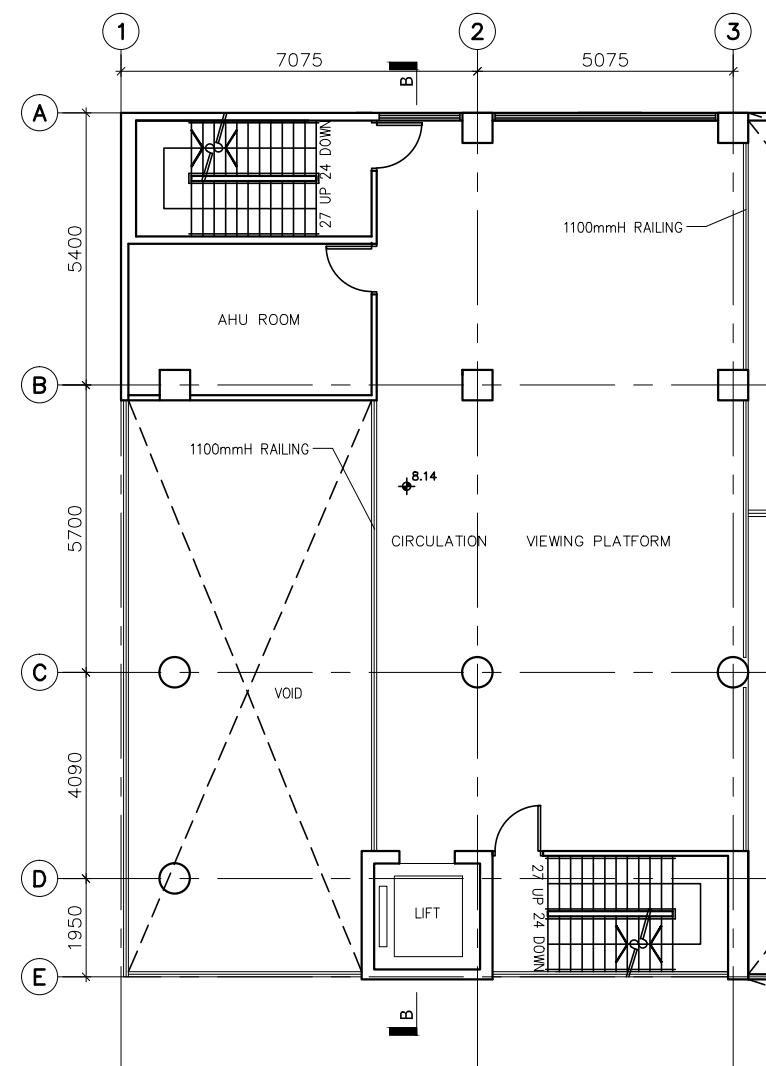 1
2
3
7075
5075
B
A
27 UP 24 DOWN
1100mmH RAILING
5400
AHU ROOM
B
1100mmH RAILING
8.14
5700
CIRCULATION
VIEWING PLATFORM
C
VOID
4090
D
27 UP 24 DOWN
LIFT
1950
E
B